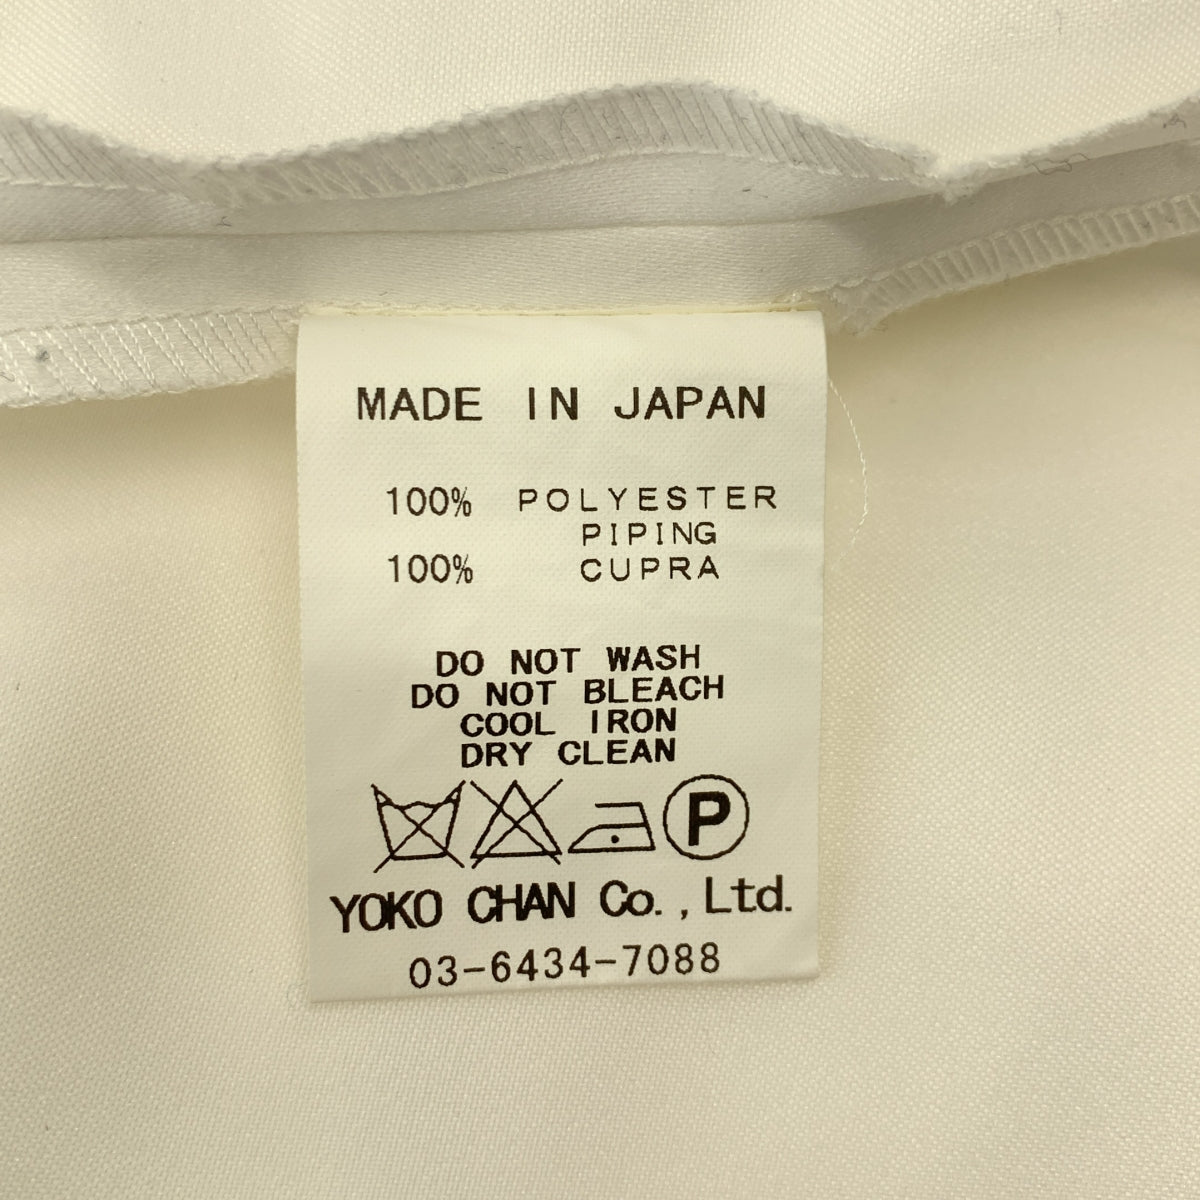 MADE IN JAPAN
100% POLYESTER
PIPING
100% CUPRA
DO NOT WASH
DO NOT BLEACH
COOL IRON
DRY CLEAN
P
YOKO CHAN Co., Ltd.
03-6434-7088